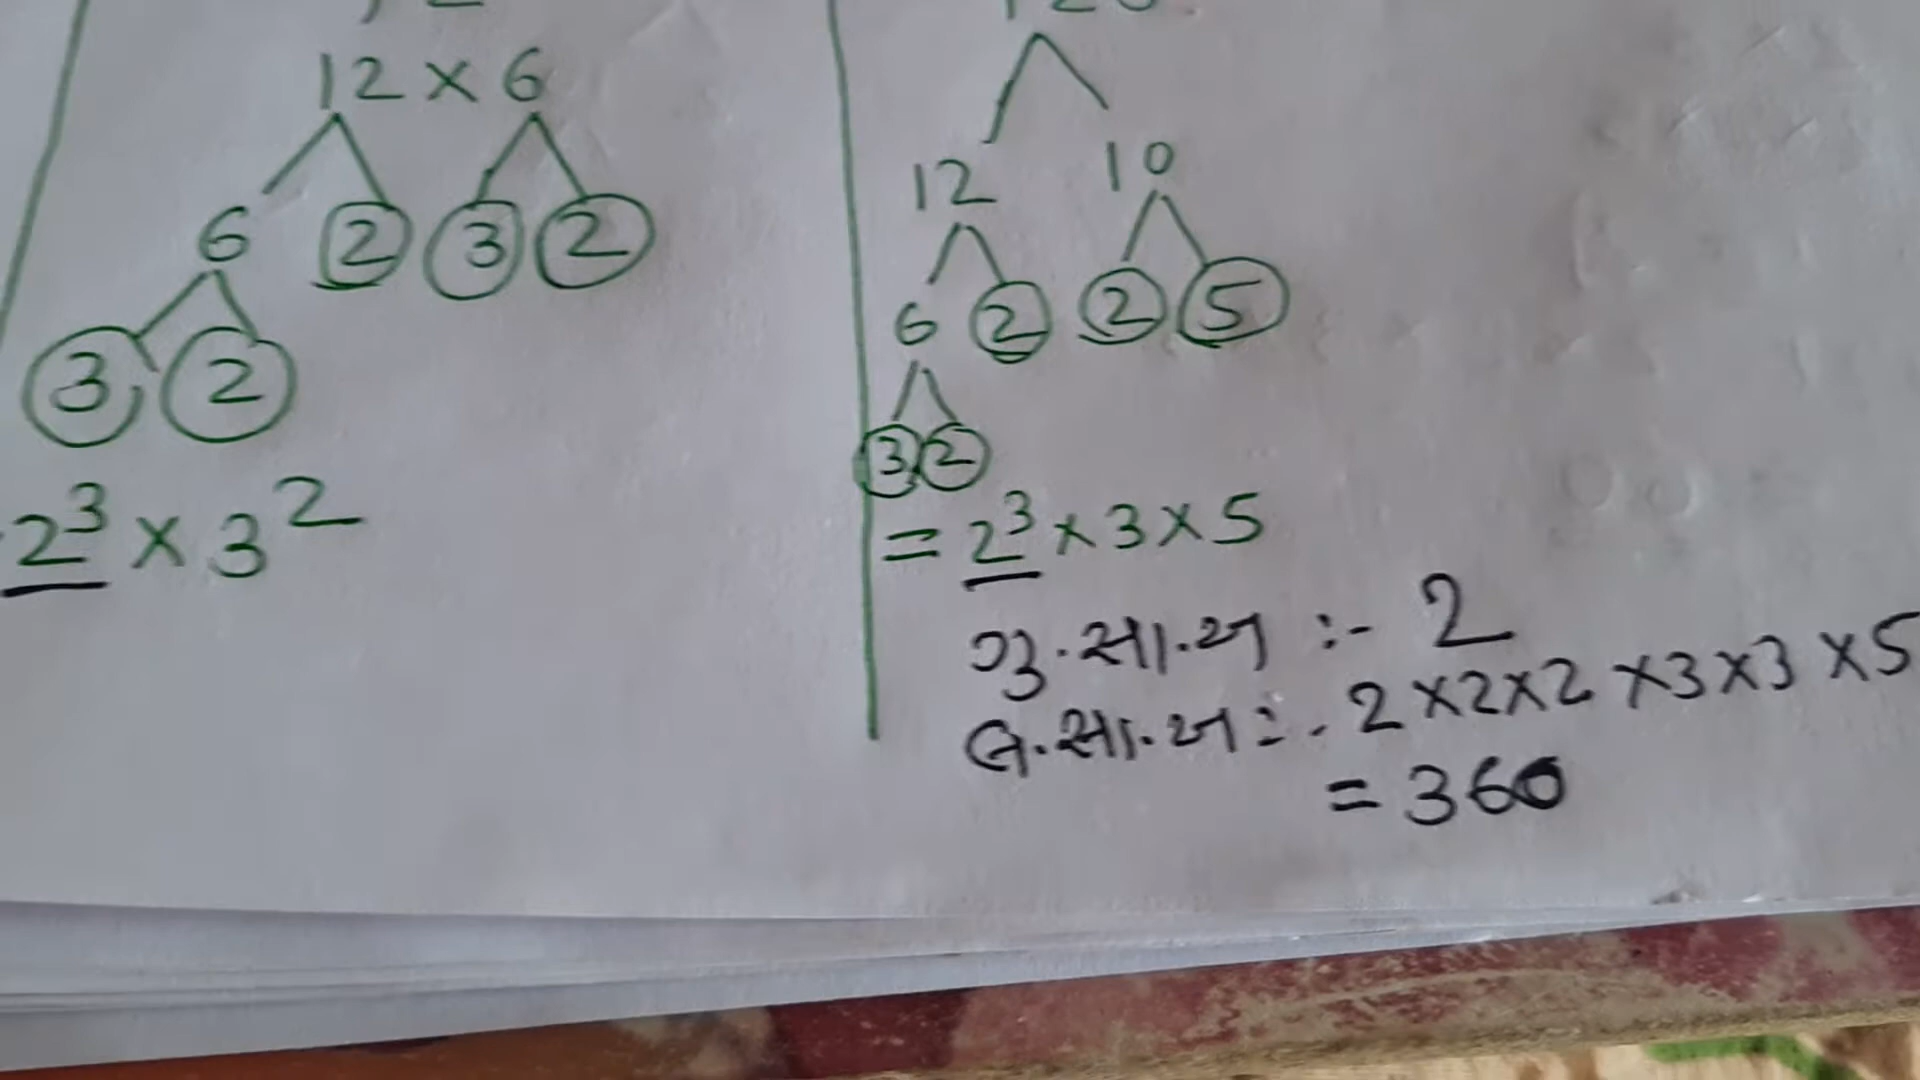 12 × 6
6 2 3 2
3 2
2³ × 3²
12 10
6 2 2 5
3 2
= 2³ × 3 × 5
ગુ.સા.અ :- 2
લ.સા.અ :- 2×2×2 ×3×3 ×5
= 360